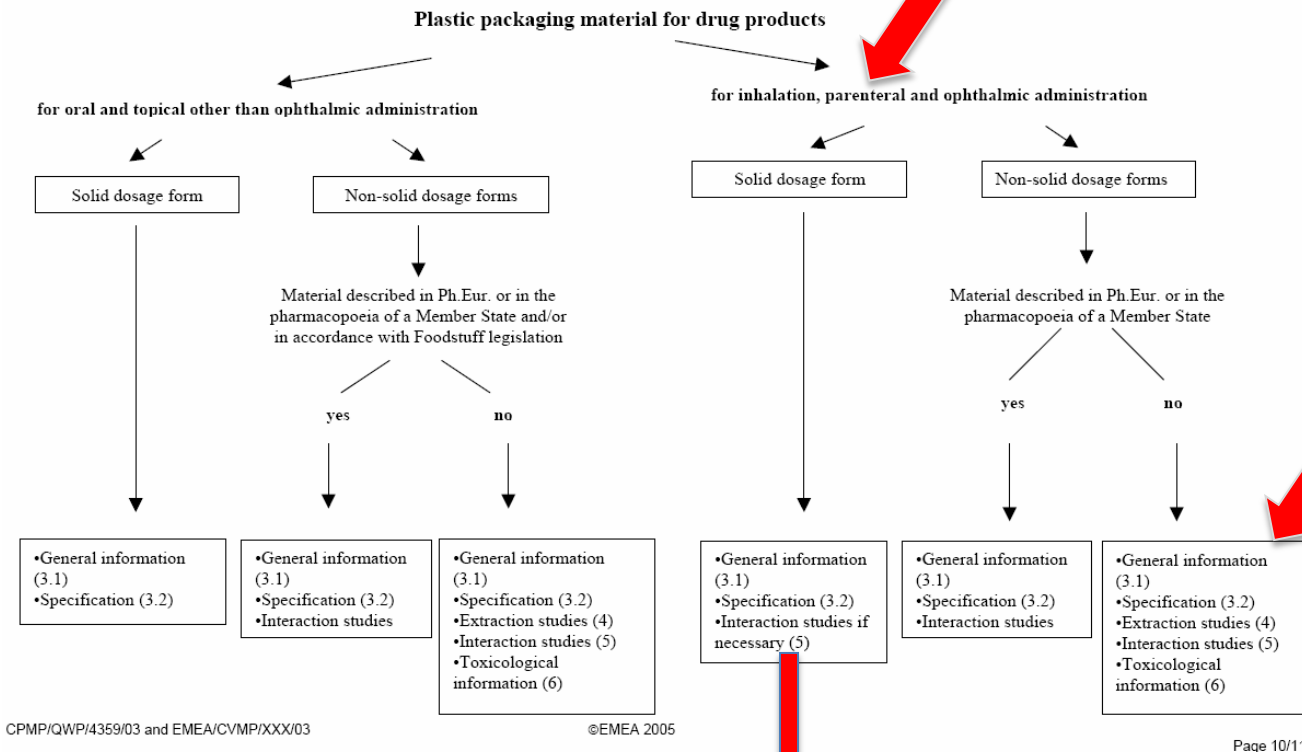 Plastic packaging material for drug products
for oral and topical other than ophthalmic administration
for inhalation, parenteral and ophthalmic administration
Solid dosage form
Non-solid dosage forms
Solid dosage form
Non-solid dosage forms
Material described in Ph.Eur. or in the
pharmacopoeia of a Member State and/or
in accordance with Foodstuff legislation
Material described in Ph.Eur. or in the
pharmacopoeia of a Member State
yes
no
yes
no
•General information
(3.1)
•Specification (3.2)
•General information
(3.1)
•Specification (3.2)
•Interaction studies
•General information
(3.1)
•Specification (3.2)
•Extraction studies (4)
•Interaction studies (5)
•Toxicological
information (6)
•General information
(3.1)
•Specification (3.2)
•Interaction studies if
necessary (5)
•General information
(3.1)
•Specification (3.2)
•Interaction studies
•General information
(3.1)
•Specification (3.2)
•Extraction studies (4)
•Interaction studies (5)
•Toxicological
information (6)
CPMP/QWP/4359/03 and EMEA/CVMP/XXX/03
©EMEA 2005
Page 10/11